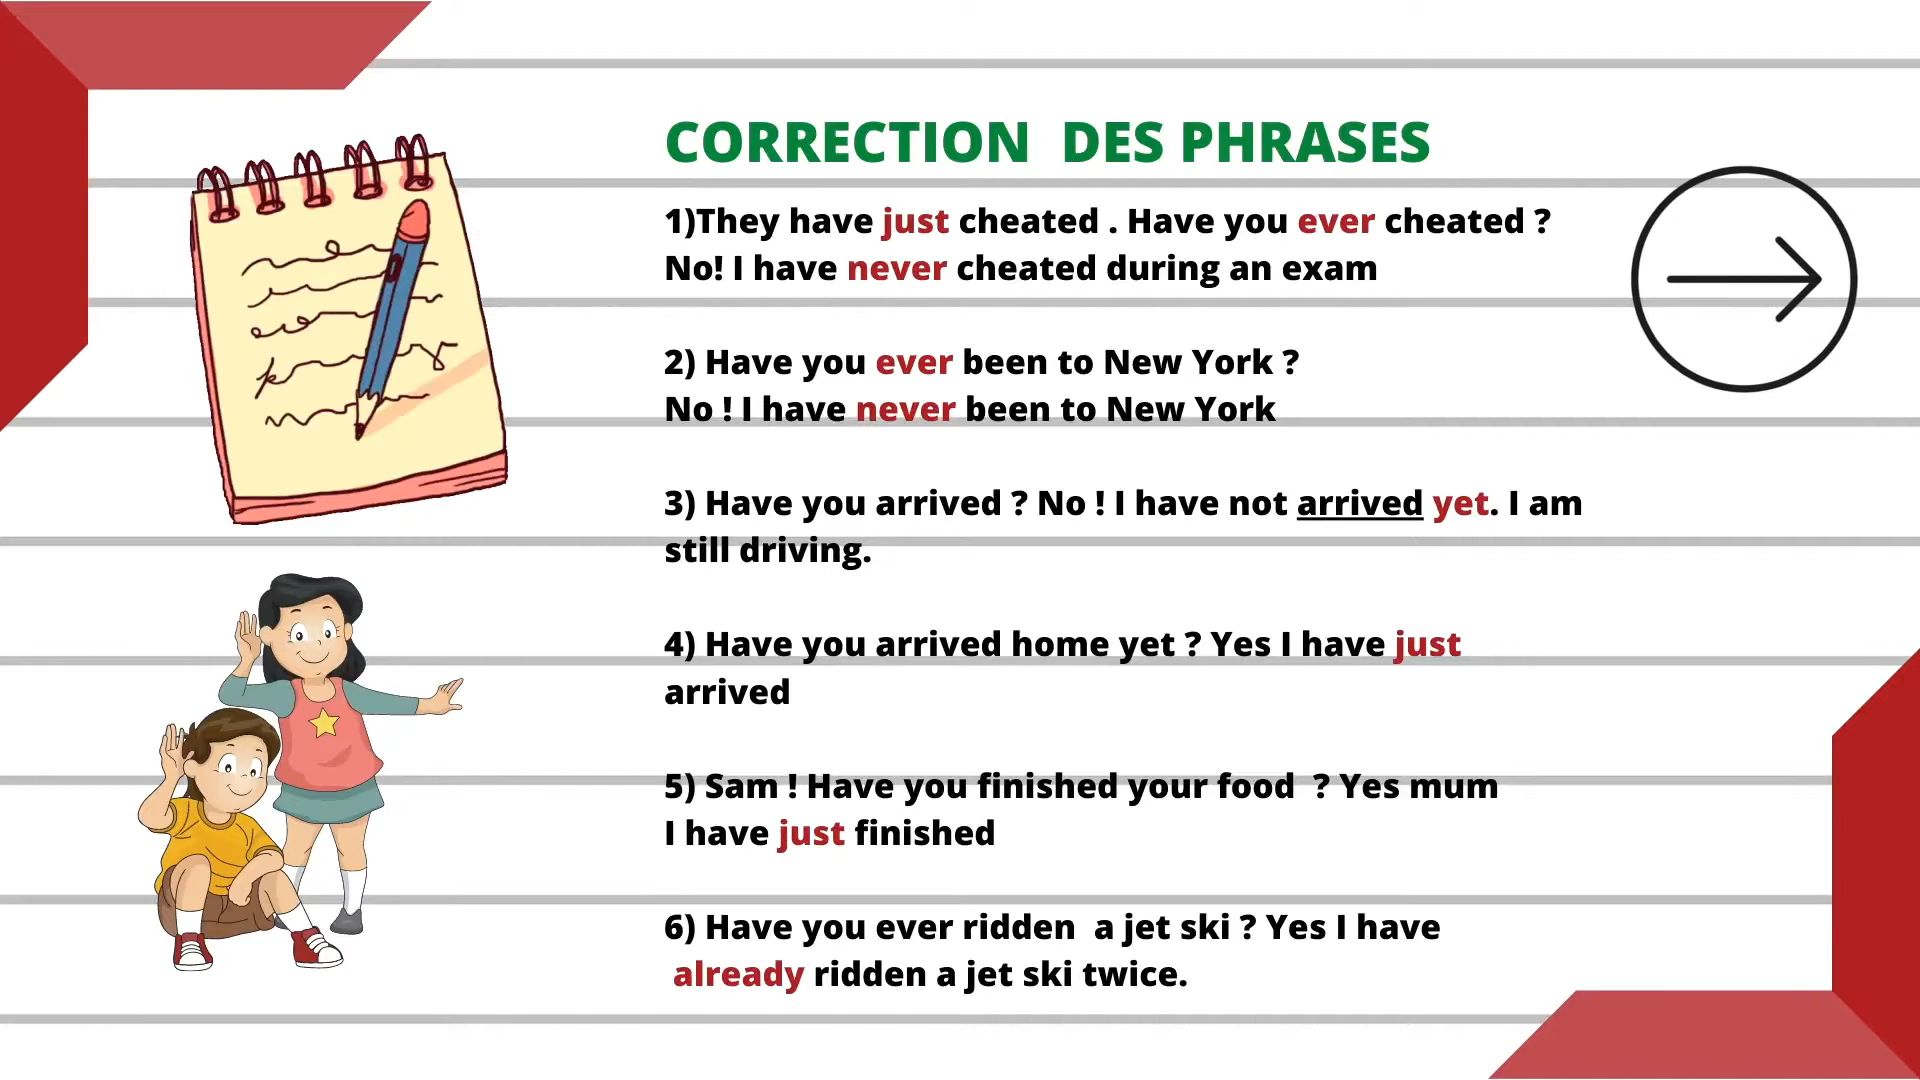 CORRECTION DES PHRASES
1)They have just cheated . Have you ever cheated ?
No! I have never cheated during an exam
2) Have you ever been to New York ?
No ! I have never been to New York
3) Have you arrived ? No ! I have not arrived yet. I am
still driving.
4) Have you arrived home yet ? Yes I have just
arrived
5) Sam ! Have you finished your food ? Yes mum
I have just finished
6) Have you ever ridden a jet ski ? Yes I have
already ridden a jet ski twice.